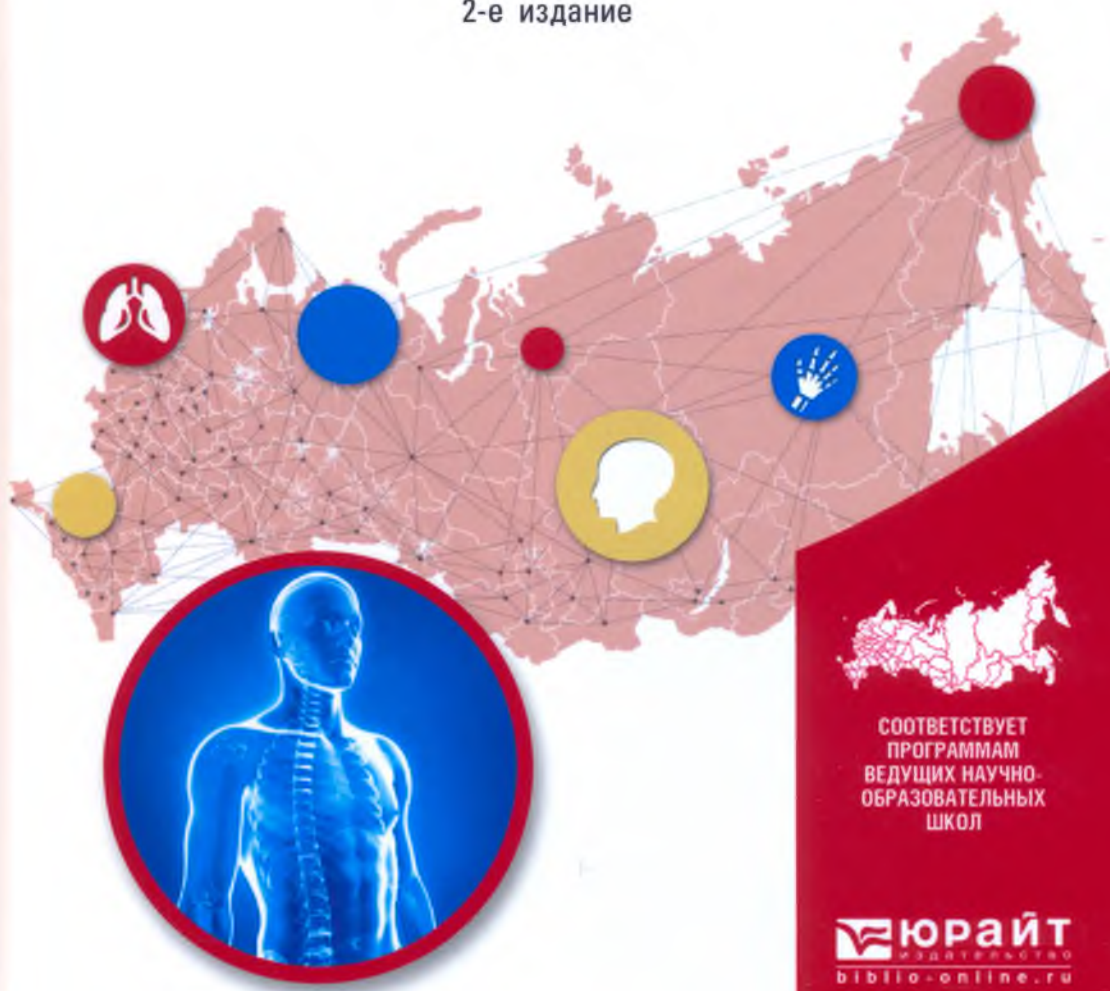 2-е издание
СООТВЕТСТВУЕТ
ПРОГРАММАМ
ВЕДУЩИХ НАУЧНО-
ОБРАЗОВАТЕЛЬНЫХ
ШКОЛ
юрайт
издательство
biblio-online.ru